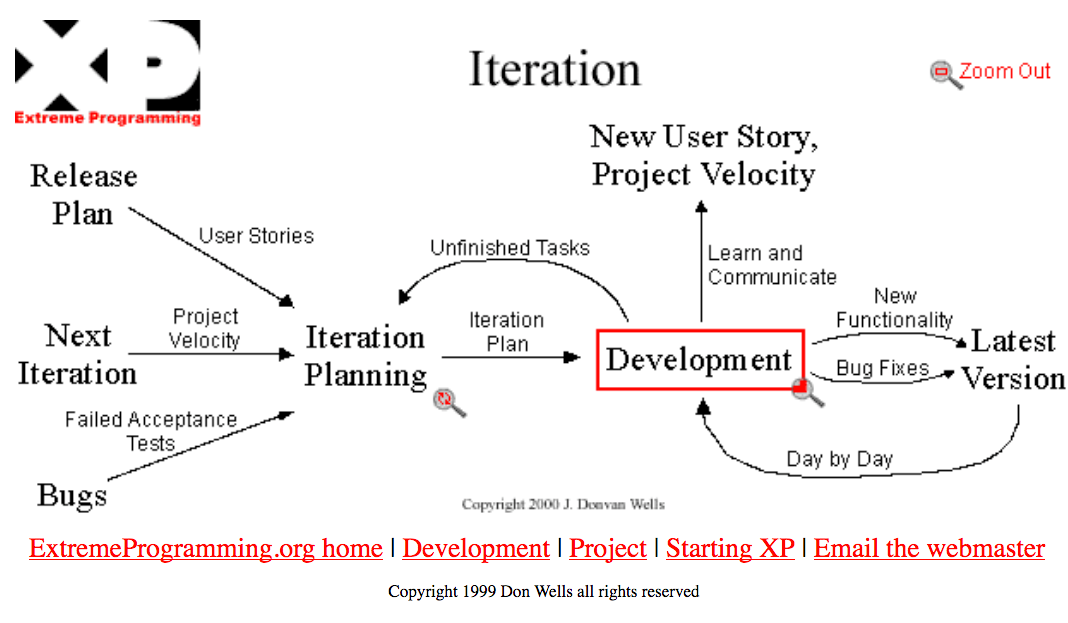 XP
Extreme Programming
Iteration
Zoom Out
New User Story,
Project Velocity
Release
Plan
User Stories
Unfinished Tasks
Learn and
Communicate
New
Functionality
Next
Iteration
Project
Velocity
Iteration
Planning
Iteration
Plan
Development
Bug Fixes
Latest
Version
Failed Acceptance
Tests
Bugs
Day by Day
Copyright 2000 J. Donvan Wells
ExtremeProgramming.org home | Development | Project | Starting XP | Email the webmaster
Copyright 1999 Don Wells all rights reserved